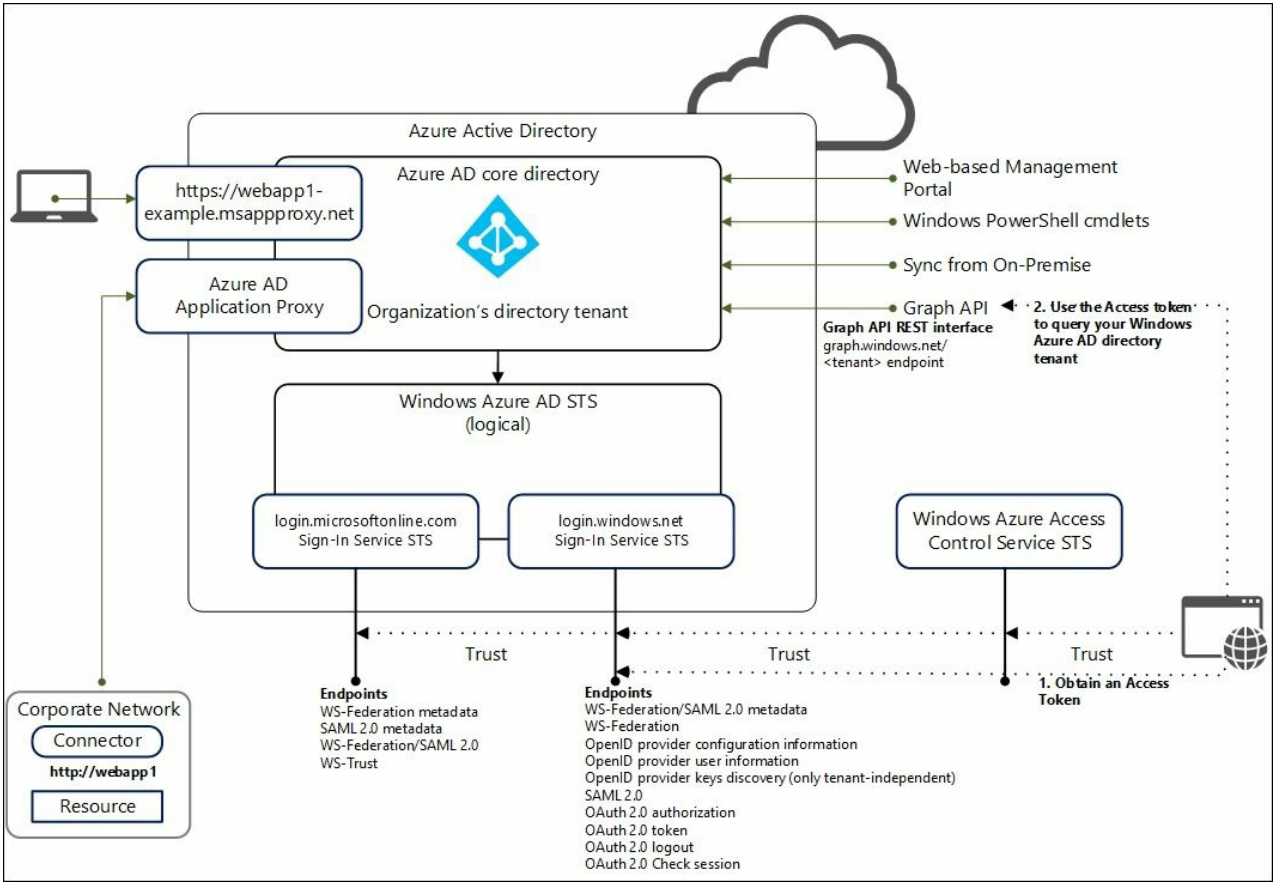 Azure Active Directory
Azure AD core directory
https://webapp1-
example.msappproxy.net
Azure AD
Application Proxy
Organization's directory tenant
Web-based Management
Portal
Windows PowerShell cmdlets
Sync from On-Premise
Graph API
Graph API REST interface
graph.windows.net/
<tenant> endpoint
2. Use the Access token
to query your Windows
Azure AD directory
tenant
Windows Azure AD STS
(logical)
login.microsoftonline.com
Sign-In Service STS
login.windows.net
Sign-In Service STS
Windows Azure Access
Control Service STS
Trust
Trust
Trust
1. Obtain an Access
Token
Endpoints
WS-Federation metadata
SAML 2.0 metadata
WS-Federation/SAML 2.0
WS-Trust
Endpoints
WS-Federation/SAML 2.0 metadata
WS-Federation
OpenID provider configuration information
OpenID provider user information
OpenID provider keys discovery (only tenant-independent)
SAML 2.0
OAuth 2.0 authorization
OAuth 2.0 token
OAuth 2.0 logout
OAuth 2.0 Check session
Corporate Network
Connector
http://webapp1
Resource